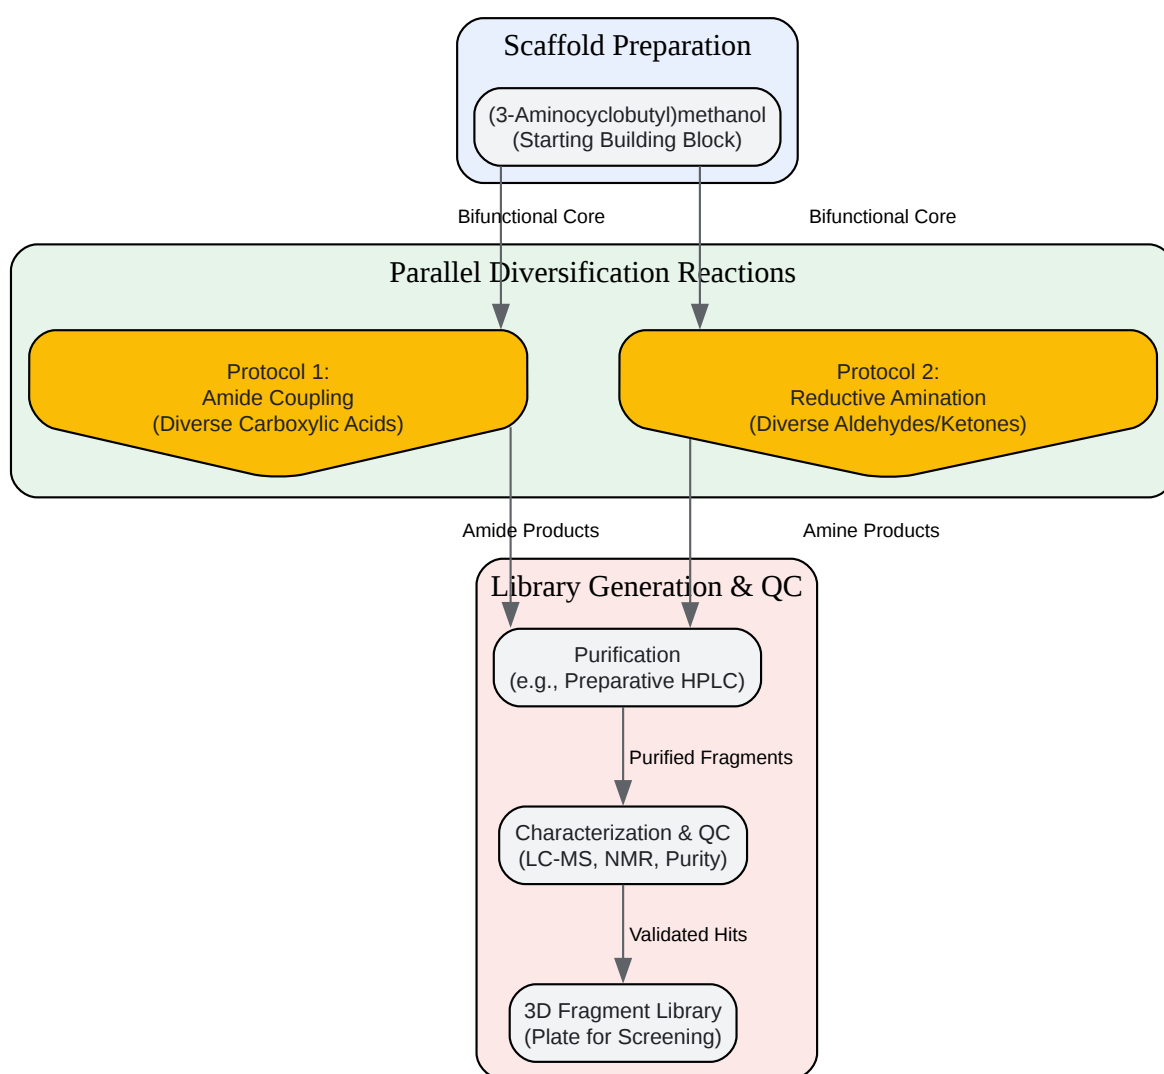 Scaffold Preparation
(3-Aminocyclobutyl)methanol
(Starting Building Block)
Bifunctional Core
Bifunctional Core
Parallel Diversification Reactions
Protocol 1:
Amide Coupling
(Diverse Carboxylic Acids)
Protocol 2:
Reductive Amination
(Diverse Aldehydes/Ketones)
Amide Products
Amine Products
Library Generation & QC
Purification
(e.g., Preparative HPLC)
Purified Fragments
Characterization & QC
(LC-MS, NMR, Purity)
Validated Hits
3D Fragment Library
(Plate for Screening)